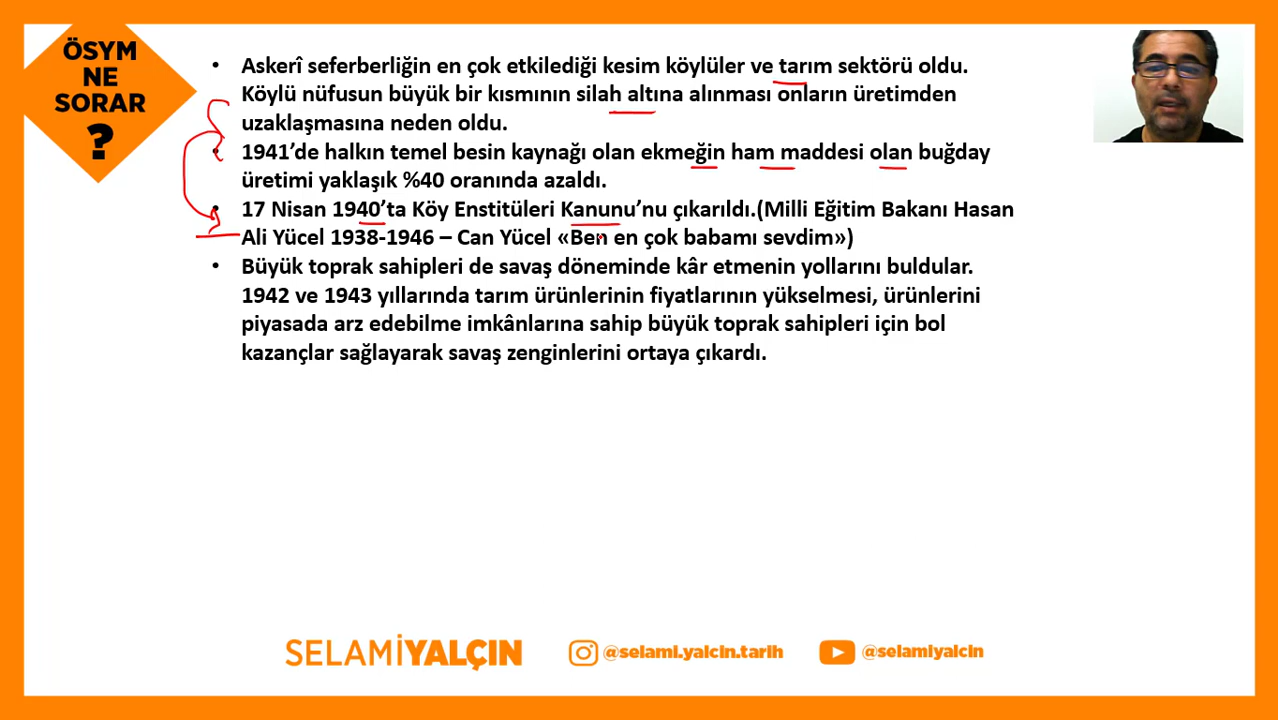 ÖSYM
NE
SORAR
?
• Askerî seferberliğin en çok etkilediği kesim köylüler ve tarım sektörü oldu.
Köylü nüfusun büyük bir kısmının silah altına alınması onların üretimden
uzaklaşmasına neden oldu.
• 1941’de halkın temel besin kaynağı olan ekmeğin ham maddesi olan buğday
üretimi yaklaşık %40 oranında azaldı.
• 17 Nisan 1940’ta Köy Enstitüleri Kanunu’nu çıkarıldı.(Milli Eğitim Bakanı Hasan
Ali Yücel 1938-1946 – Can Yücel «Ben en çok babamı sevdim»)
• Büyük toprak sahipleri de savaş döneminde kâr etmenin yollarını buldular.
1942 ve 1943 yıllarında tarım ürünlerinin fiyatlarının yükselmesi, ürünlerini
piyasada arz edebilme imkânlarına sahip büyük toprak sahipleri için bol
kazançlar sağlayarak savaş zenginlerini ortaya çıkardı.
SELAMİYALÇIN @selami.yalcin.tarih @selamiyalcin